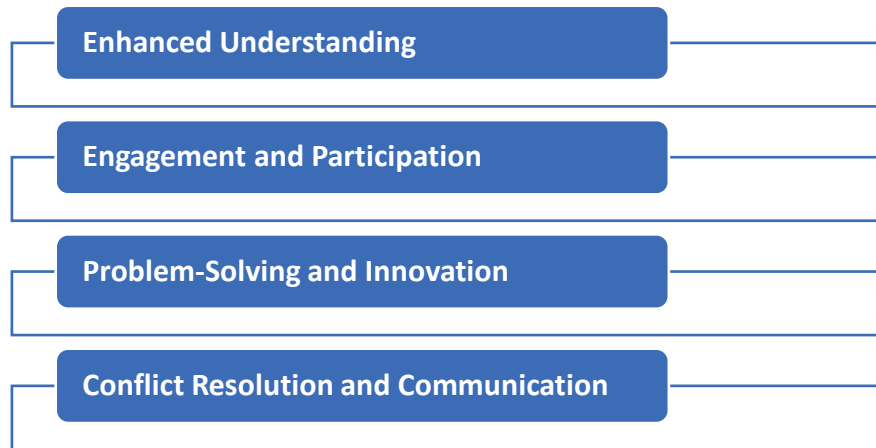 Enhanced Understanding
Engagement and Participation
Problem-Solving and Innovation
Conflict Resolution and Communication